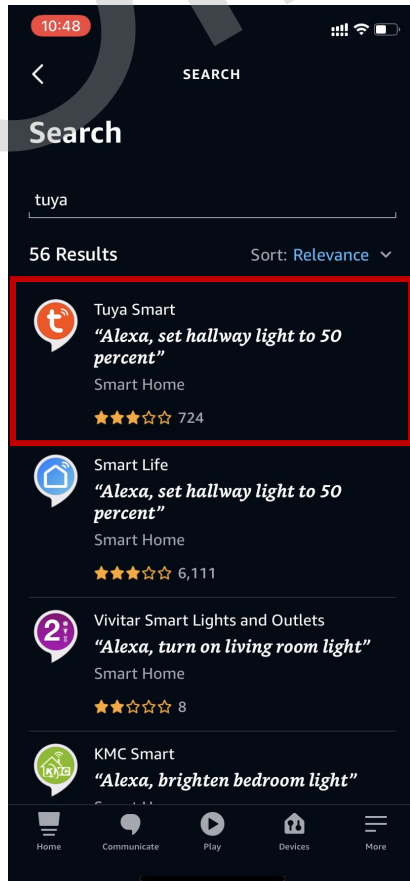 10:48
SEARCH
Search
tuya
56 Results
Sort: Relevance
Tuya Smart
“Alexa, set hallway light to 50
percent”
Smart Home
724
Smart Life
“Alexa, set hallway light to 50
percent”
Smart Home
6,111
2
Vivitar Smart Lights and Outlets
“Alexa, turn on living room light”
Smart Home
8
KMC
KMC Smart
“Alexa, brighten bedroom light”
Home
Communicate
Play
Devices
More